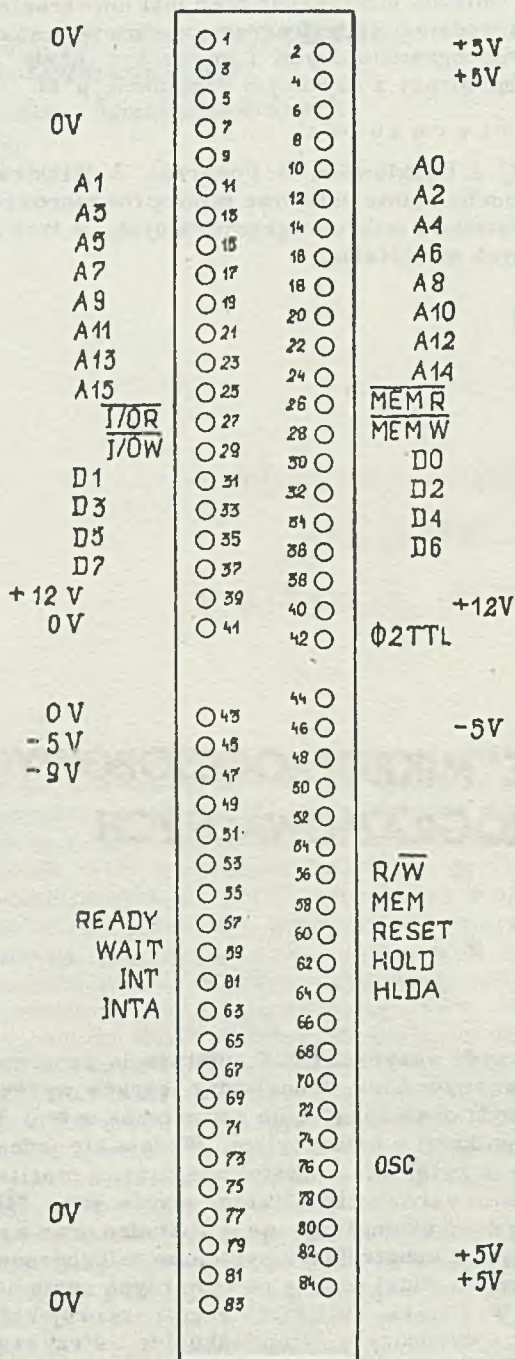 0V 1 2 +5V
3 4 +5V
5 6
0V 7 8
9 10 A0
A1 11 12 A2
A3 13 14 A4
A5 15 16 A6
A7 17 18 A8
A9 19 20 A10
A11 21 22 A12
A13 23 24 A14
A15 25 26 MEMR
I/OR 27 28 MEMW
I/OW 29 30 D0
D1 31 32 D2
D3 33 34 D4
D5 35 36 D6
D7 37 38
+12 V 39 40 +12V
0V 41 42 Φ2TTL
0V 43 44
-5V 45 46 -5V
-9V 47 48
49 50
51 52
53 54
55 56 R/W
READY 57 58 MEM
WAIT 59 60 RESET
INT 61 62 HOLD
INTA 63 64 HLDA
65 66
67 68
69 70
71 72
73 74
75 76 OSC
0V 77 78
79 80
81 82 +5V
0V 83 84 +5V